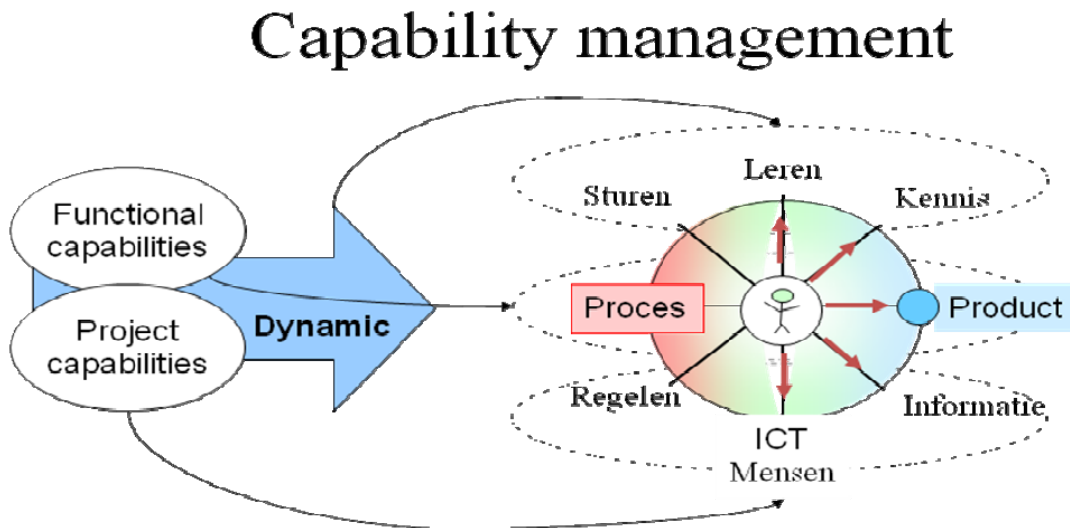 Capability management
Functional
capabilities
Project
capabilities
Dynamic
Leren
Sturen
Kennis
Proces
Product
Regelen
Informatie
ICT
Mensen